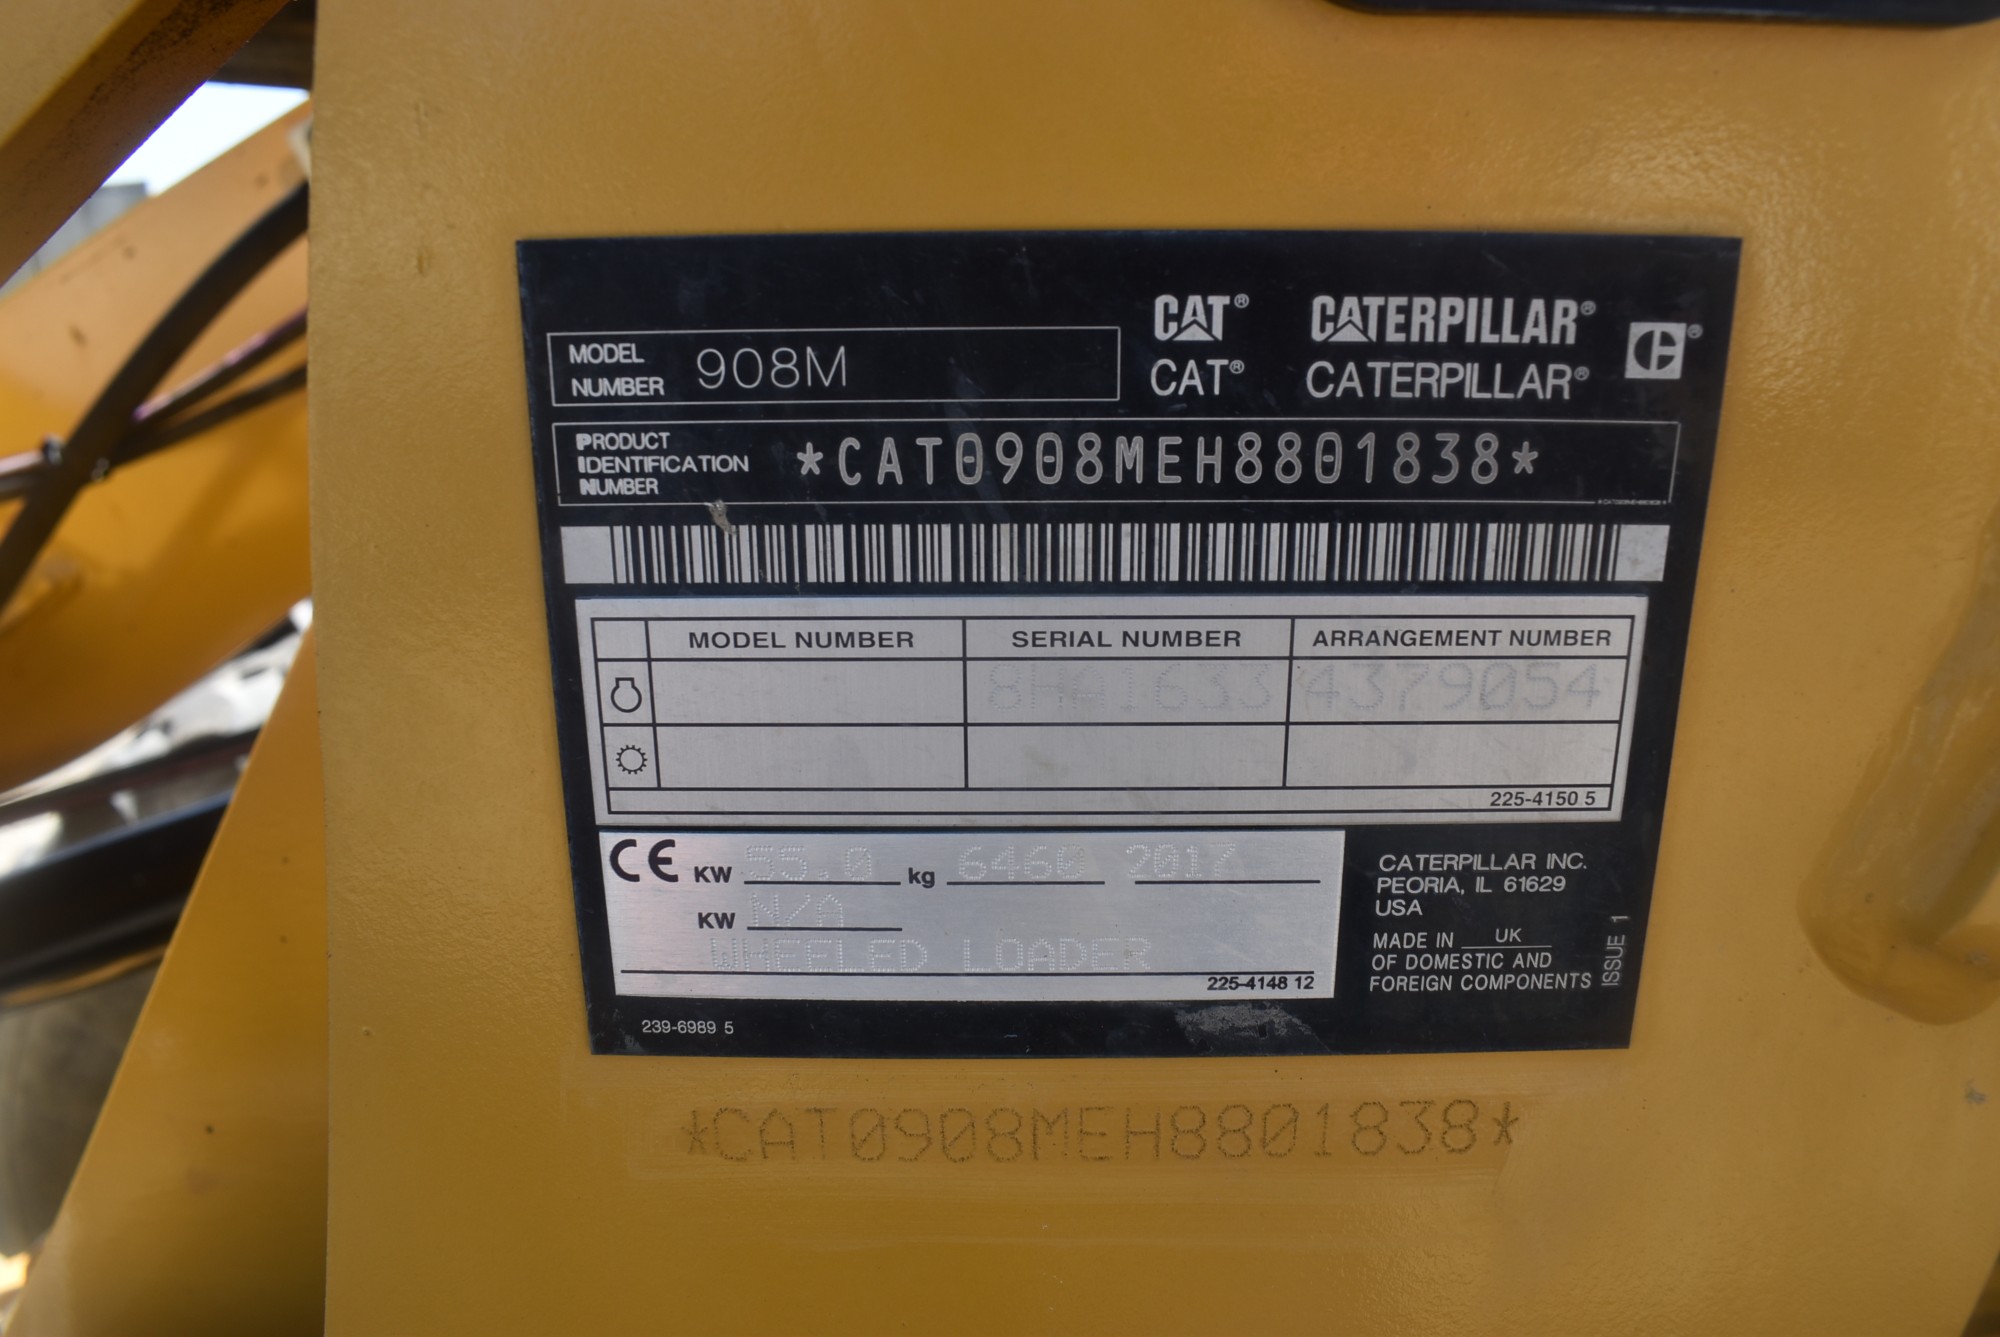 CAT® CATERPILLAR® ®
MODEL NUMBER 908M
CAT® CATERPILLAR®
PRODUCT IDENTIFICATION NUMBER *CAT0908MEH8801838*
MODEL NUMBER SERIAL NUMBER ARRANGEMENT NUMBER
8HA1633 4379054
225-4150 5
CE KW 55.0 kg 6460 2017
KW N/A
WHEELED LOADER
225-4148 12
CATERPILLAR INC.
PEORIA, IL 61629
USA
MADE IN UK
OF DOMESTIC AND
FOREIGN COMPONENTS
ISSUE 1
239-6989 5
*CAT0908MEH8801838*